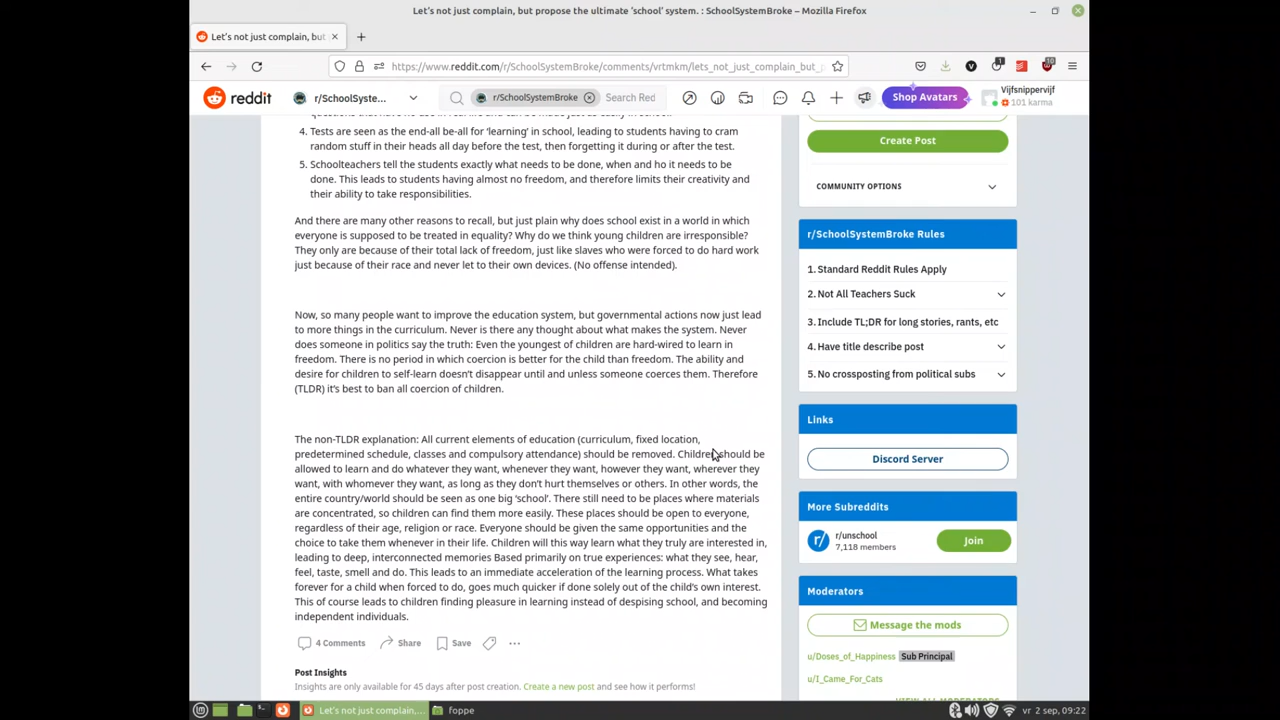 Let's not just complain, but propose the ultimate 'school' system. : SchoolSystemBroke – Mozilla Firefox
Let's not just complain, but
https://www.reddit.com/r/SchoolSystemBroke/comments/vrtmkm/lets_not_just_complain_but_p
10
reddit
r/SchoolSyste...
r/SchoolSystemBroke
Search Red
Shop Avatars
Vijfsnippervijf
101 karma
4. Tests are seen as the end-all be-all for 'learning' in school, leading to students having to cram
random stuff in their heads all day before the test, then forgetting it during or after the test.
5. Schoolteachers tell the students exactly what needs to be done, when and ho it needs to be
done. This leads to students having almost no freedom, and therefore limits their creativity and
their ability to take responsibilities.
And there are many other reasons to recall, but just plain why does school exist in a world in which
everyone is supposed to be treated in equality? Why do we think young children are irresponsible?
They only are because of their total lack of freedom, just like slaves who were forced to do hard work
just because of their race and never let to their own devices. (No offense intended).
Now, so many people want to improve the education system, but governmental actions now just lead
to more things in the curriculum. Never is there any thought about what makes the system. Never
does someone in politics say the truth: Even the youngest of children are hard-wired to learn in
freedom. There is no period in which coercion is better for the child than freedom. The ability and
desire for children to self-learn doesn't disappear until and unless someone coerces them. Therefore
(TLDR) it's best to ban all coercion of children.
The non-TLDR explanation: All current elements of education (curriculum, fixed location,
predetermined schedule, classes and compulsory attendance) should be removed. Children should be
allowed to learn and do whatever they want, whenever they want, however they want, wherever they
want, with whomever they want, as long as they don't hurt themselves or others. In other words, the
entire country/world should be seen as one big 'school'. There still need to be places where materials
are concentrated, so children can find them more easily. These places should be open to everyone,
regardless of their age, religion or race. Everyone should be given the same opportunities and the
choice to take them whenever in their life. Children will this way learn what they truly are interested in,
leading to deep, interconnected memories Based primarily on true experiences: what they see, hear,
feel, taste, smell and do. This leads to an immediate acceleration of the learning process. What takes
forever for a child when forced to do, goes much quicker if done solely out of the child's own interest.
This of course leads to children finding pleasure in learning instead of despising school, and becoming
independent individuals.
4 Comments
Share
Save
Post Insights
Insights are only available for 45 days after post creation. Create a new post and see how it performs!
Create Post
COMMUNITY OPTIONS
r/SchoolSystemBroke Rules
1. Standard Reddit Rules Apply
2. Not All Teachers Suck
3. Include TL;DR for long stories, rants, etc
4. Have title describe post
5. No crossposting from political subs
Links
Discord Server
More Subreddits
r/
r/unschool
7,118 members
Join
Moderators
Message the mods
u/Doses_of_Happiness Sub Principal
u/I_Came_For_Cats
Let's not just complain,...
foppe
vr 2 sep, 09:22